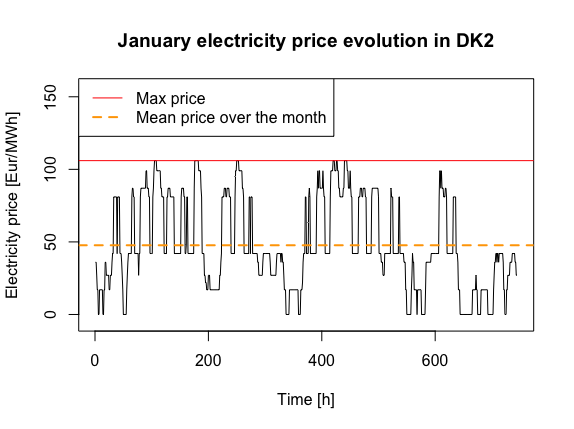 January electricity price evolution in DK2
Max price
Mean price over the month
Electricity price [Eur/MWh]
150
100
50
0
0 200 400 600
Time [h]